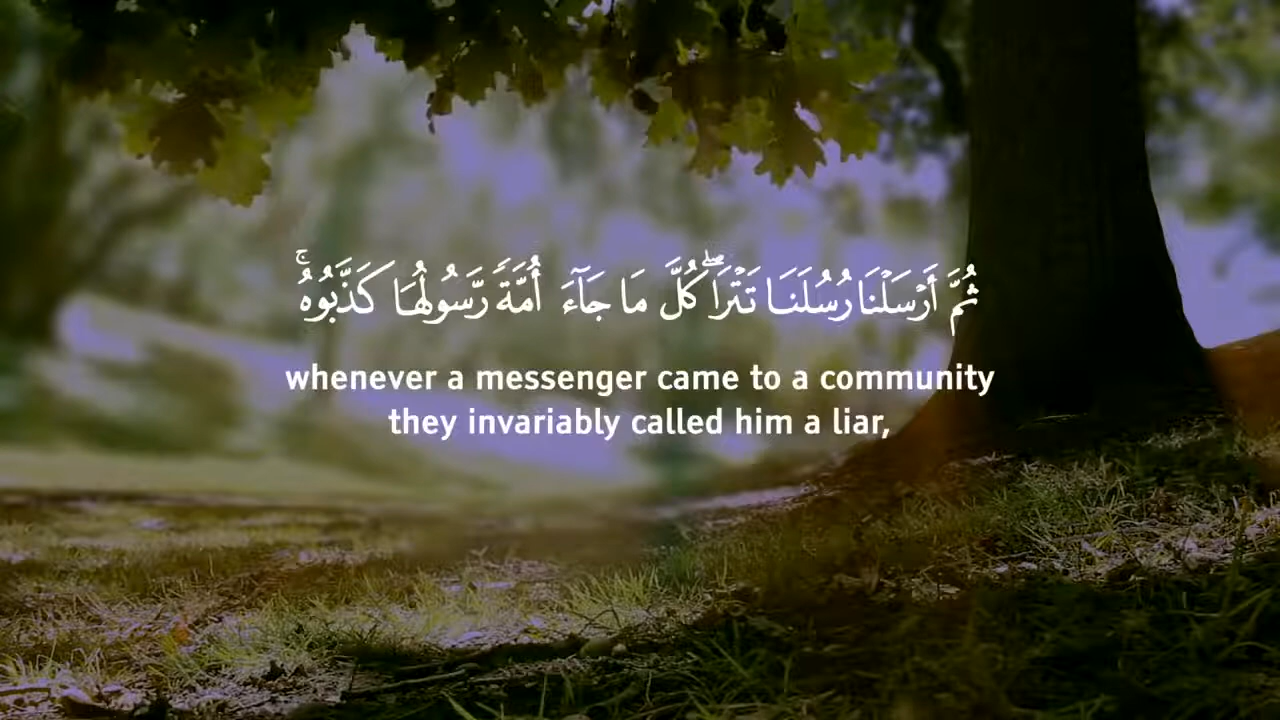 ثُمَّ أَرْسَلْنَا رُسُلَنَا تَتْرَاۖ كُلَّ مَا جَآءَ أُمَّةً رَّسُولُهَا كَذَّبُوهُۚ
whenever a messenger came to a community
they invariably called him a liar,